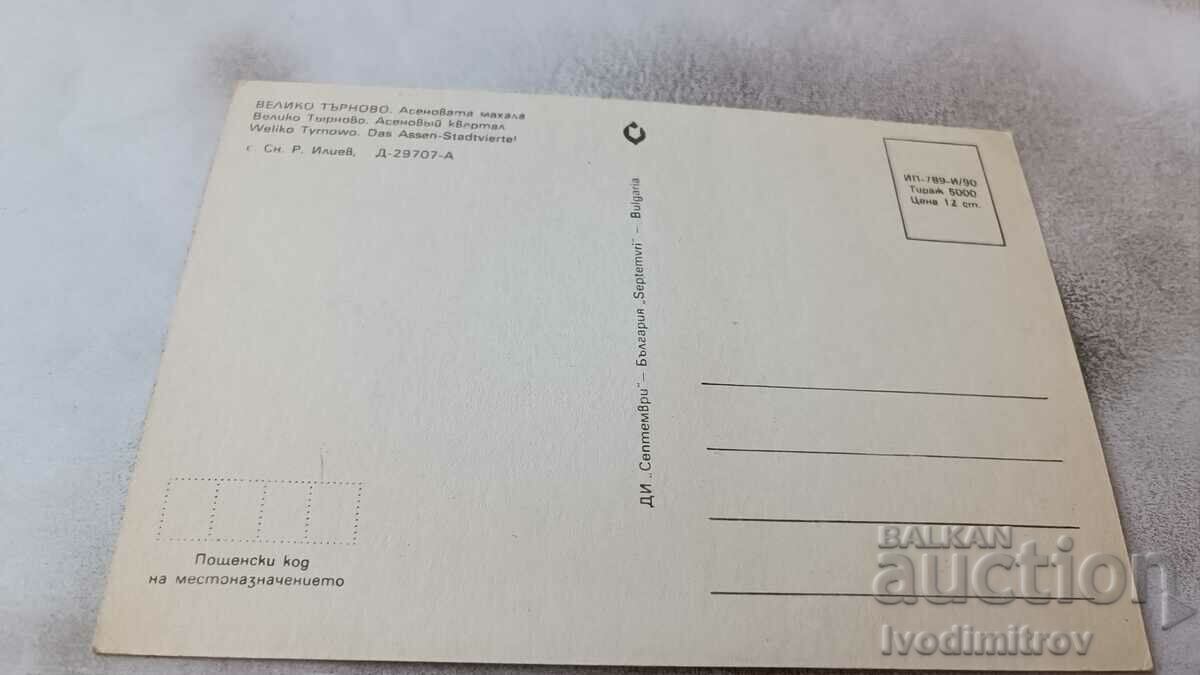 ВЕЛИКО ТЪРНОВО. Асеновата махала
Велико Тырново. Асеновый квартал
Weliko Tyrnowo. Das Assen-Stadtviertel
с. Сн. Р. Илиев, Д-29707-А
ДИ „Септември" – България „Septemvri" – Bulgaria
ИП-789-И/90
Тираж 5000
Цена 12 ст.
Пощенски код
на местоназначението
BALKAN
auction
Ivodimitrov